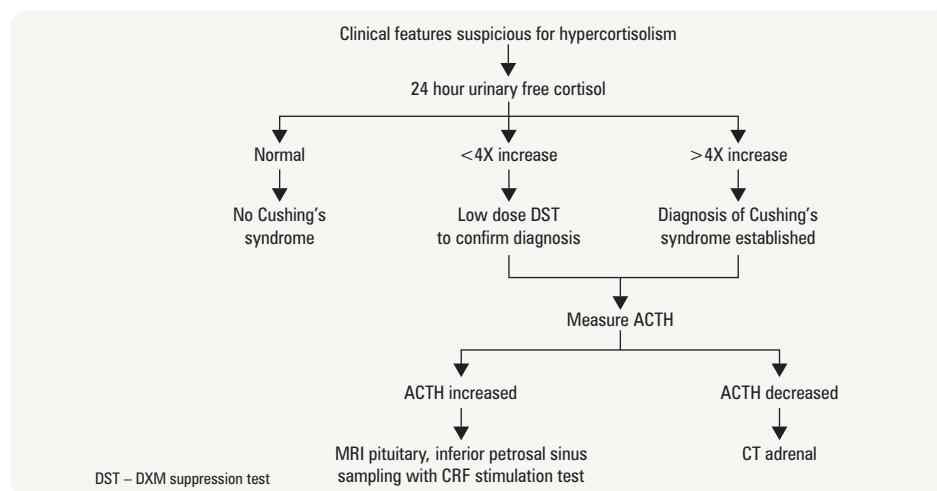 Clinical features suspicious for hypercortisolism
24 hour urinary free cortisol
Normal
<4X increase
>4X increase
No Cushing's
syndrome
Low dose DST
to confirm diagnosis
Diagnosis of Cushing's
syndrome established
Measure ACTH
ACTH increased
ACTH decreased
MRI pituitary, inferior petrosal sinus
sampling with CRF stimulation test
CT adrenal
DST – DXM suppression test